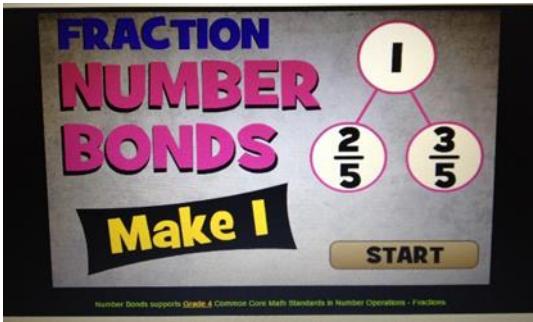 FRACTION
NUMBER
BONDS
Make 1
1
2/5
3/5
START
Number Bonds supports Grade 4 Common Core Math Standards in Number Operations - Fractions